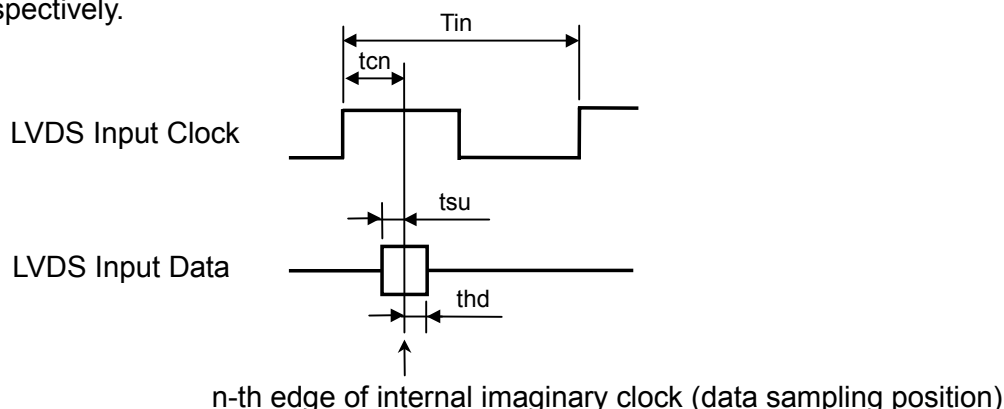 spectively.
Tin
tcn
LVDS Input Clock
tsu
LVDS Input Data
thd
n-th edge of internal imaginary clock (data sampling position)